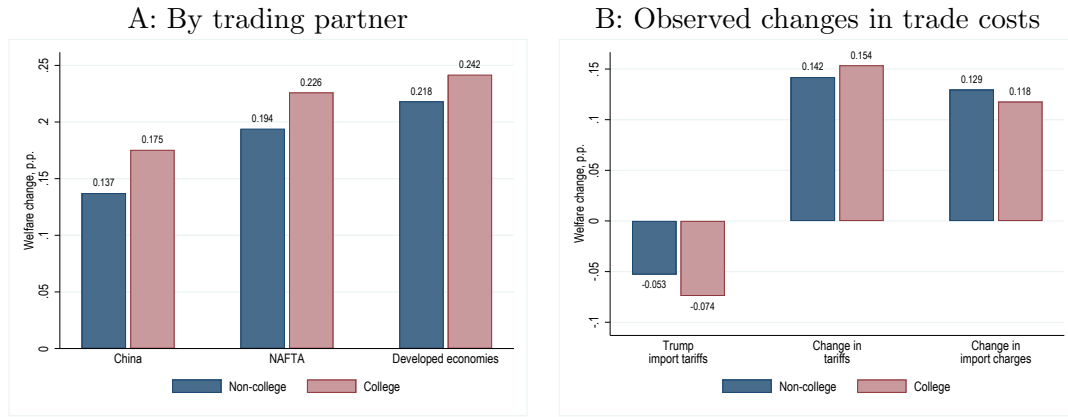 A: By trading partner
Welfare change, p.p.
.25
.2
.15
.1
.05
0
0.137
0.175
0.194
0.226
0.218
0.242
China
NAFTA
Developed economies
Non-college
College
B: Observed changes in trade costs
Welfare change, p.p.
.15
.1
.05
0
-.05
-.1
-0.053
-0.074
0.142
0.154
0.129
0.118
Trump
import tariffs
Change in
tariffs
Change in
import charges
Non-college
College